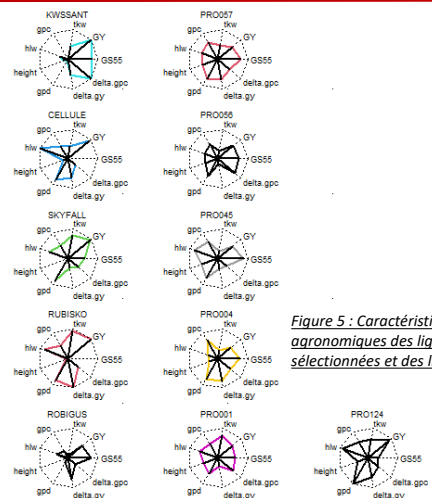 KWSSANT
gpc
tkw
GY
hlw
GS55
height
gpd
delta.gy
delta.gpc
PRO057
gpc
tkw
GY
hlw
GS55
height
gpd
delta.gy
delta.gpc
CELLULE
gpc
tkw
GY
hlw
GS55
height
gpd
delta.gy
delta.gpc
PRO056
gpc
tkw
GY
hlw
GS55
height
gpd
delta.gy
delta.gpc
SKYFALL
gpc
tkw
GY
hlw
GS55
height
gpd
delta.gy
delta.gpc
PRO045
gpc
tkw
GY
hlw
GS55
height
gpd
delta.gy
delta.gpc
RUBISKO
gpc
tkw
GY
hlw
GS55
height
gpd
delta.gy
delta.gpc
PRO004
gpc
tkw
GY
hlw
GS55
height
gpd
delta.gy
delta.gpc
Figure 5 : Caractéristi
agronomiques des lig
sélectionnées et des l
ROBIGUS
gpc
tkw
GY
hlw
GS55
height
gpd
delta.gy
delta.gpc
PRO001
gpc
tkw
GY
hlw
GS55
height
gpd
delta.gy
delta.gpc
PRO124
gpc
tkw
GY
hlw
GS55
height
gpd
delta.gy
delta.gpc